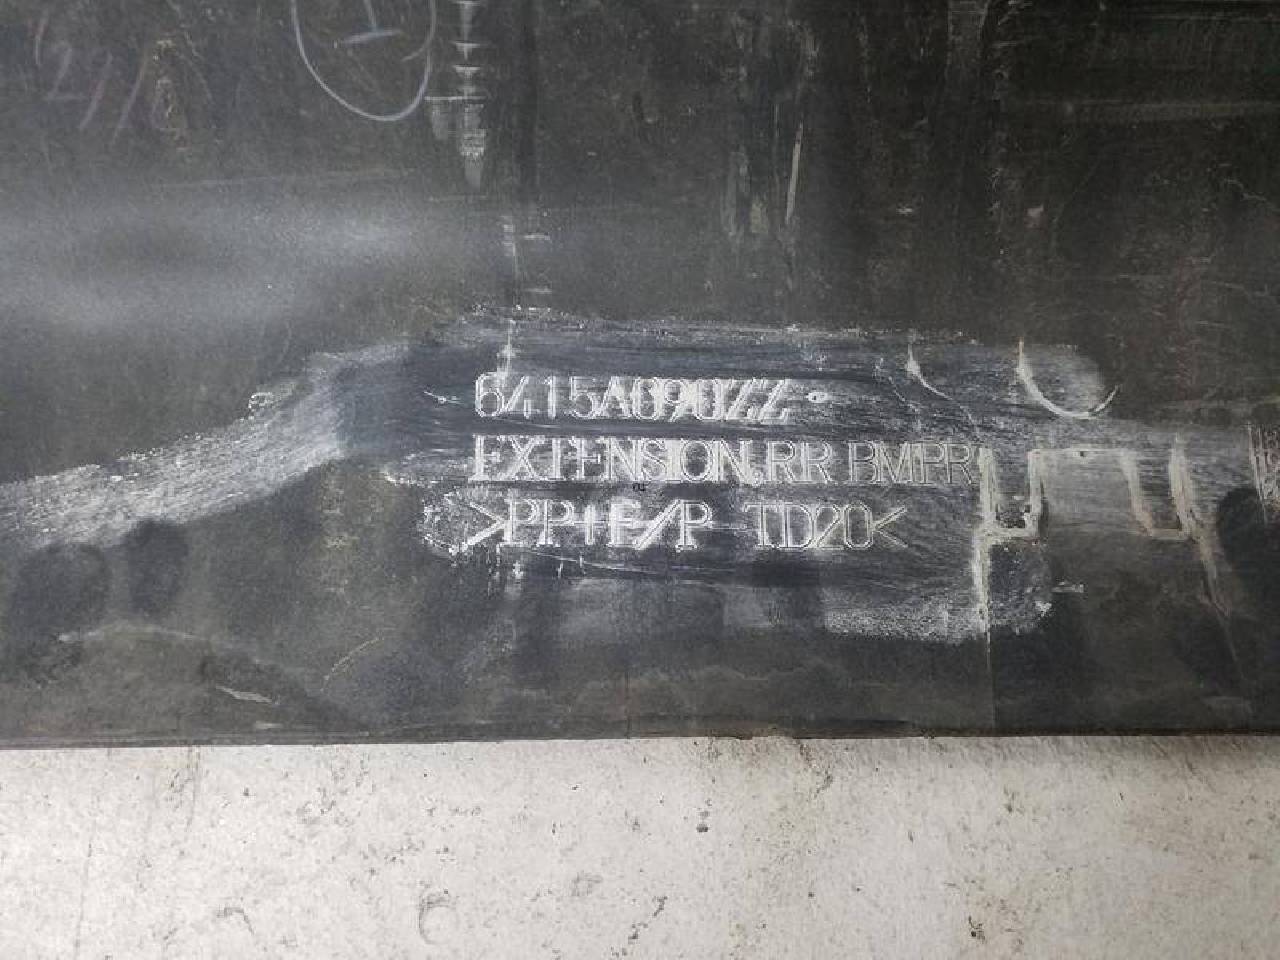 6415A090ZZ
EXTENSION,RR BMPR
>PP+E/P-TD20<